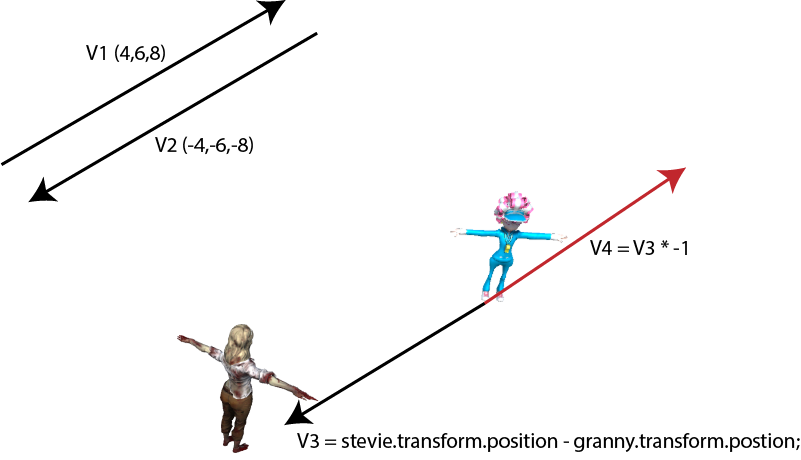 V1 (4,6,8)
V2 (-4,-6,-8)
V4 = V3 * -1
V3 = stevie.transform.position - granny.transform.postion;